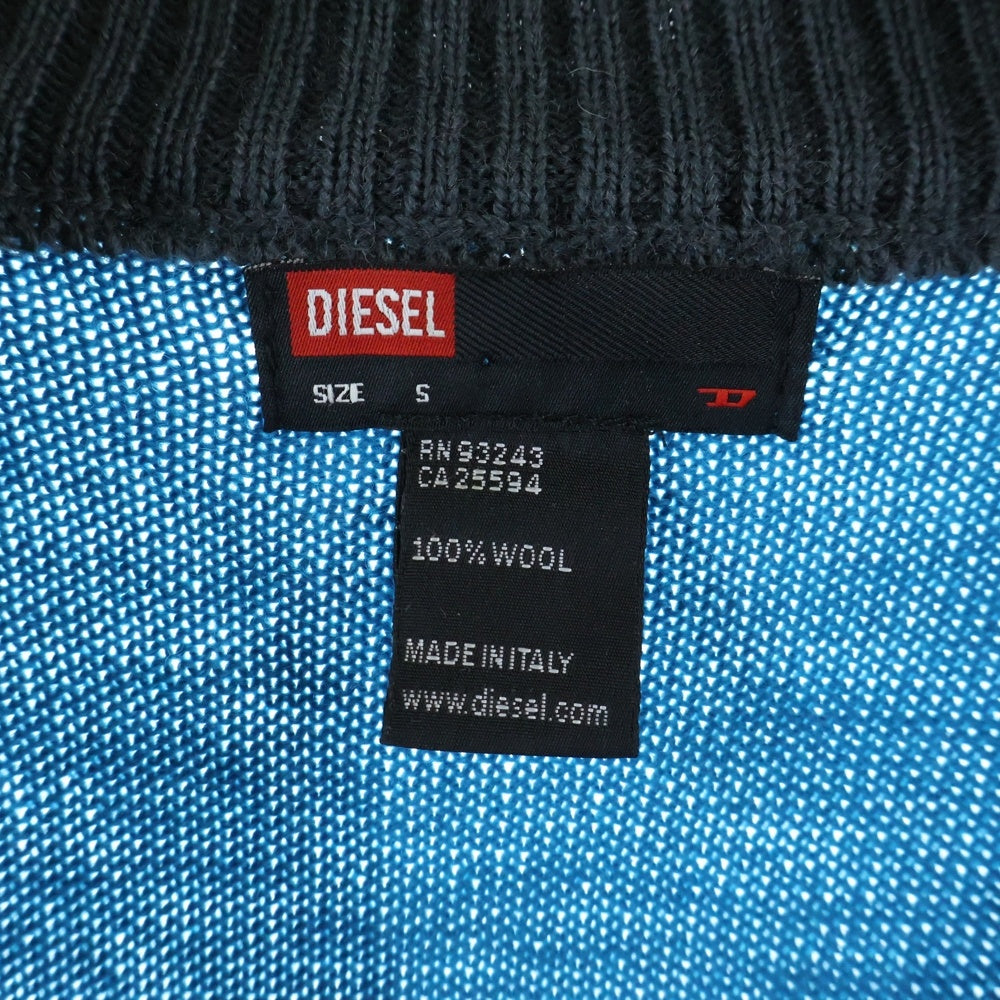 DIESEL
SIZE S
RN 93243
CA 25594
100% WOOL
MADE IN ITALY
www.diesel.com